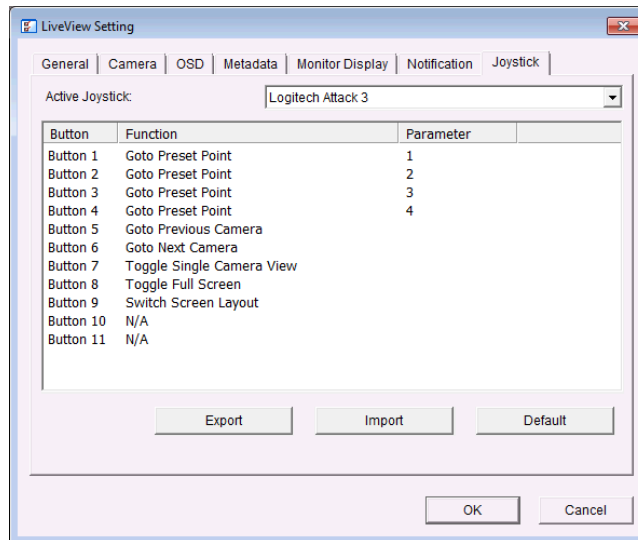 LiveView Setting
General Camera OSD Metadata Monitor Display Notification Joystick
Active Joystick: Logitech Attack 3
Button Function Parameter
Button 1 Goto Preset Point 1
Button 2 Goto Preset Point 2
Button 3 Goto Preset Point 3
Button 4 Goto Preset Point 4
Button 5 Goto Previous Camera
Button 6 Goto Next Camera
Button 7 Toggle Single Camera View
Button 8 Toggle Full Screen
Button 9 Switch Screen Layout
Button 10 N/A
Button 11 N/A
Export Import Default
OK Cancel